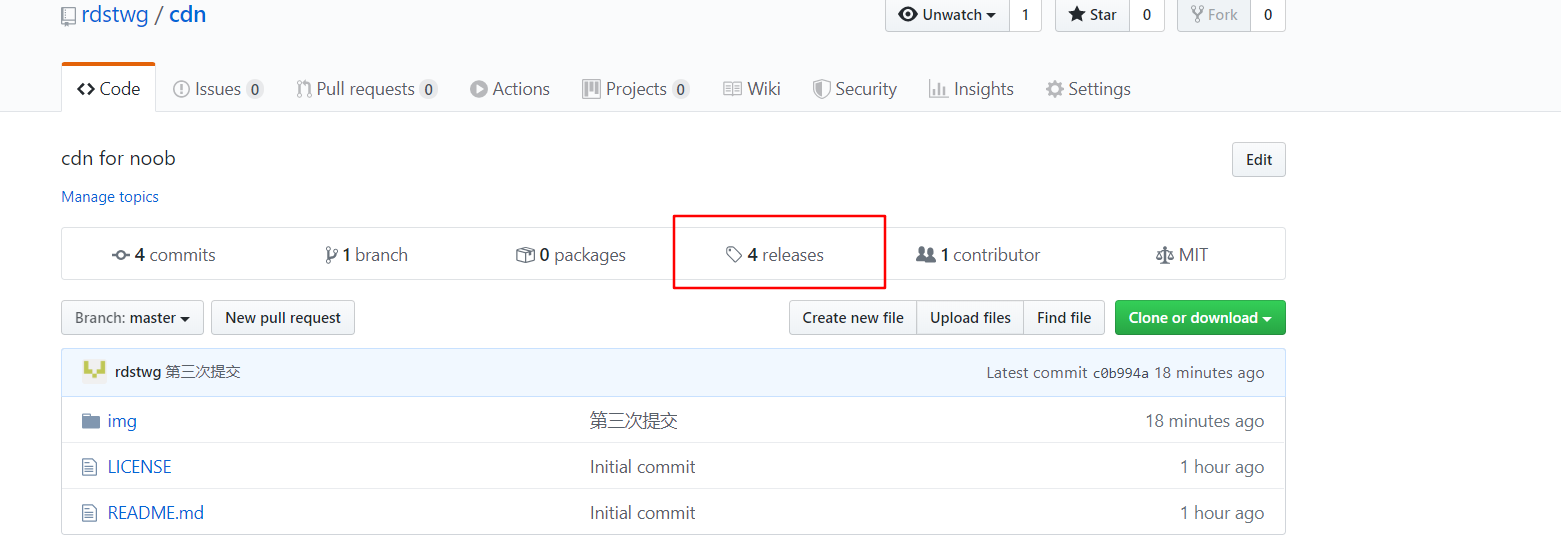 rdstwg / cdn Unwatch 1 Star 0 Fork 0
Code Issues 0 Pull requests 0 Actions Projects 0 Wiki Security Insights Settings
cdn for noob Edit
Manage topics
4 commits 1 branch 0 packages 4 releases 1 contributor MIT
Branch: master New pull request Create new file Upload files Find file Clone or download
rdstwg 第三次提交 Latest commit c0b994a 18 minutes ago
img 第三次提交 18 minutes ago
LICENSE Initial commit 1 hour ago
README.md Initial commit 1 hour ago